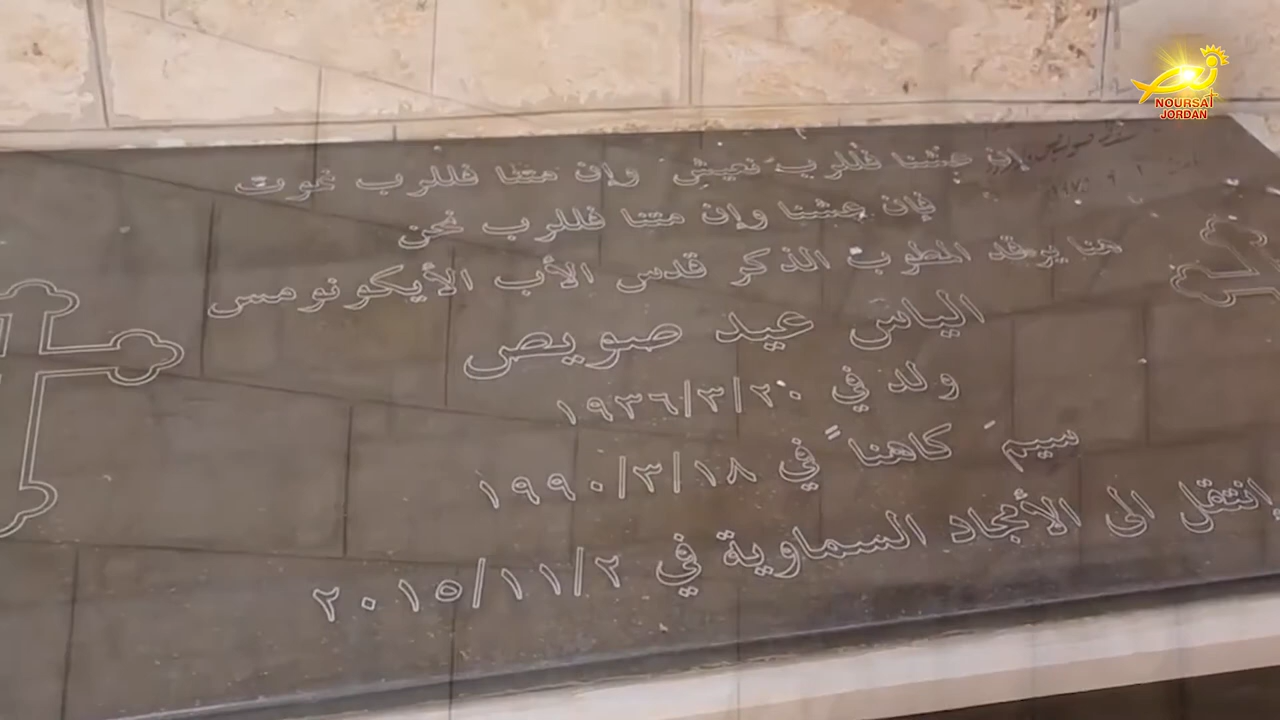 إن عشنا فللرب نعيش وإن متنا فللرب نموت
فإن عشنا وإن متنا فللرب نحن
هنا يرقد المطوب الذكر قدس الأب الأيكونومس
الياس عيد صويص
ولد في ١٩٣٦/٣/٢٠
سيم كاهناً في ١٩٩٠/٣/١٨
إنتقل الى الأمجاد السماوية في ٢٠١٥/١١/٢
NOURSAT
JORDAN